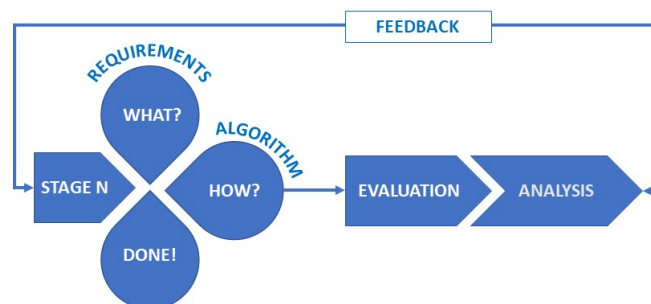 FEEDBACK
REQUIREMENTS
WHAT?
ALGORITHM
STAGE N
HOW?
EVALUATION
ANALYSIS
DONE!